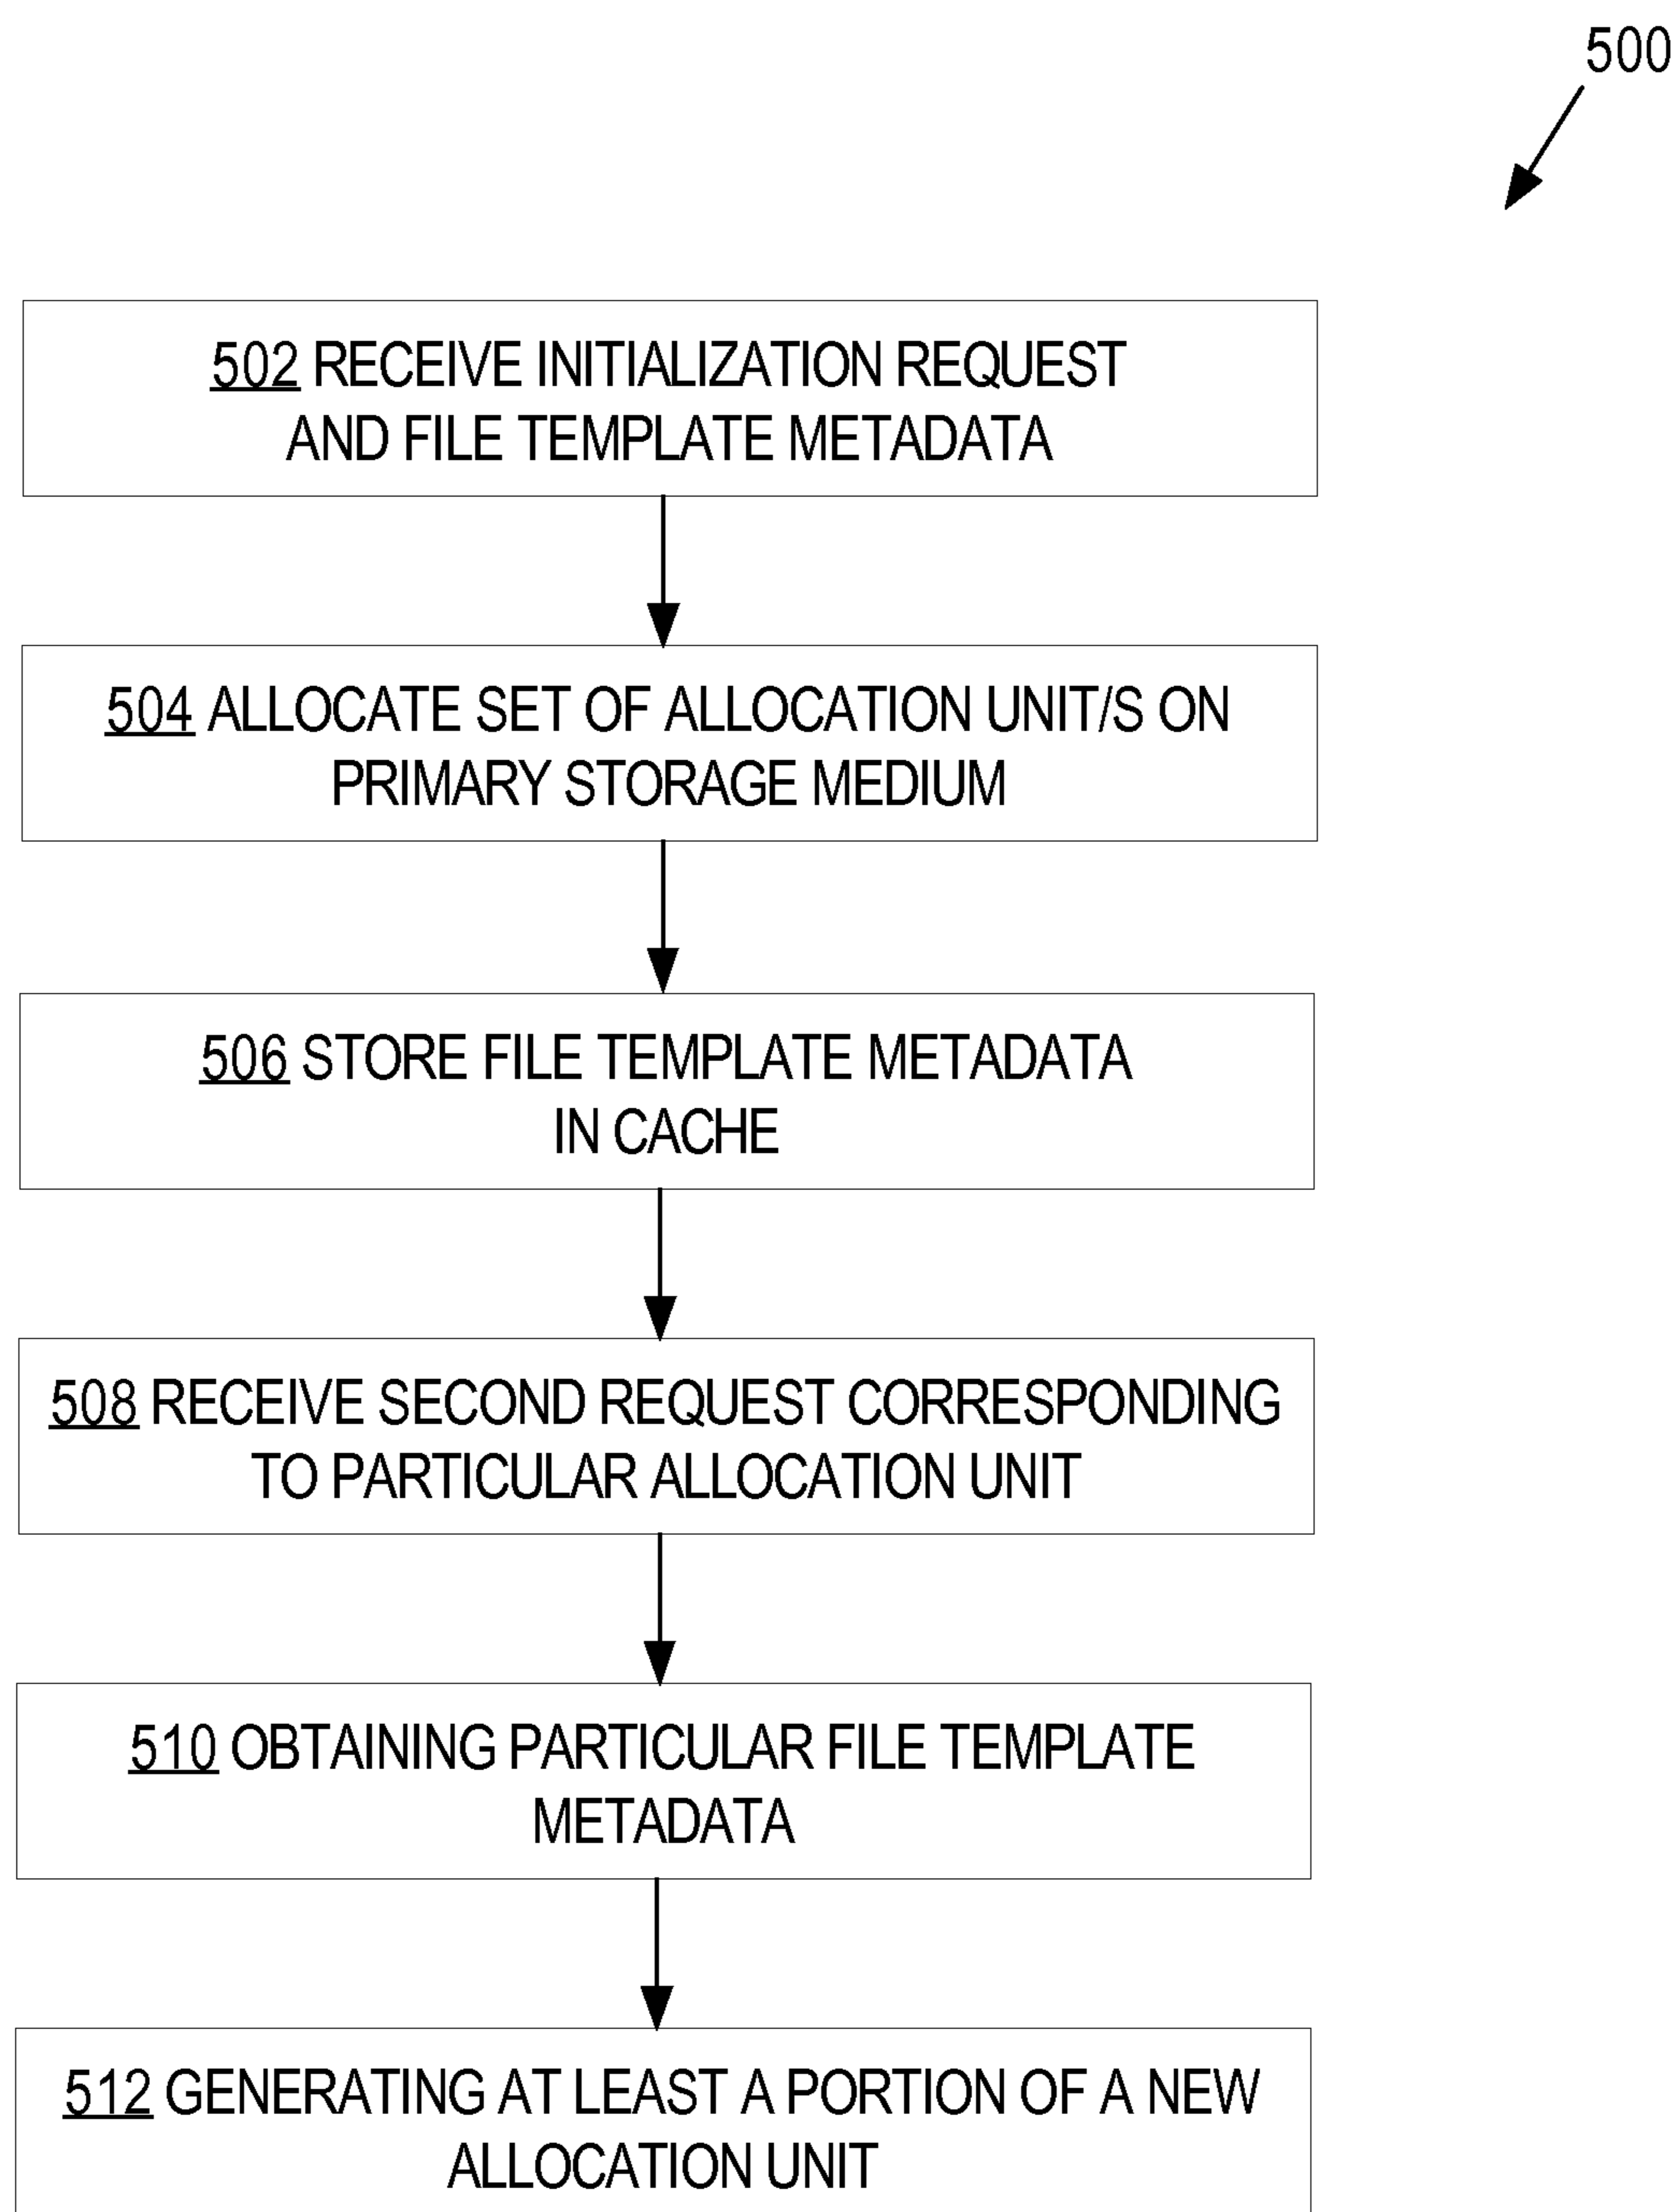 500
502 RECEIVE INITIALIZATION REQUEST
AND FILE TEMPLATE METADATA
504 ALLOCATE SET OF ALLOCATION UNIT/S ON
PRIMARY STORAGE MEDIUM
506 STORE FILE TEMPLATE METADATA
IN CACHE
508 RECEIVE SECOND REQUEST CORRESPONDING
TO PARTICULAR ALLOCATION UNIT
510 OBTAINING PARTICULAR FILE TEMPLATE
METADATA
512 GENERATING AT LEAST A PORTION OF A NEW
ALLOCATION UNIT